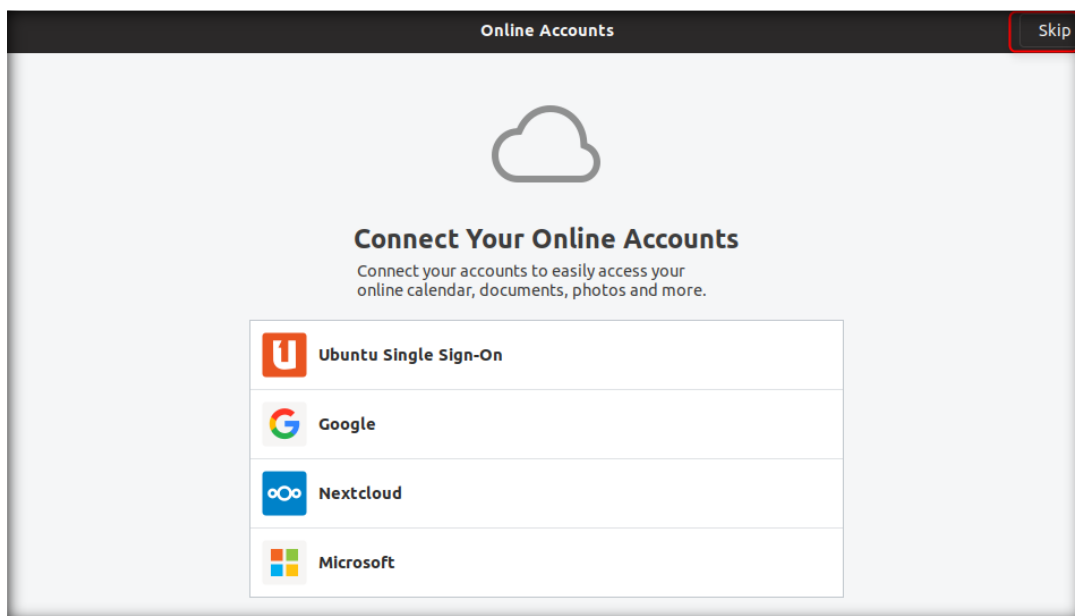 Online Accounts
Skip
Connect Your Online Accounts
Connect your accounts to easily access your
online calendar, documents, photos and more.
Ubuntu Single Sign-On
Google
Nextcloud
Microsoft